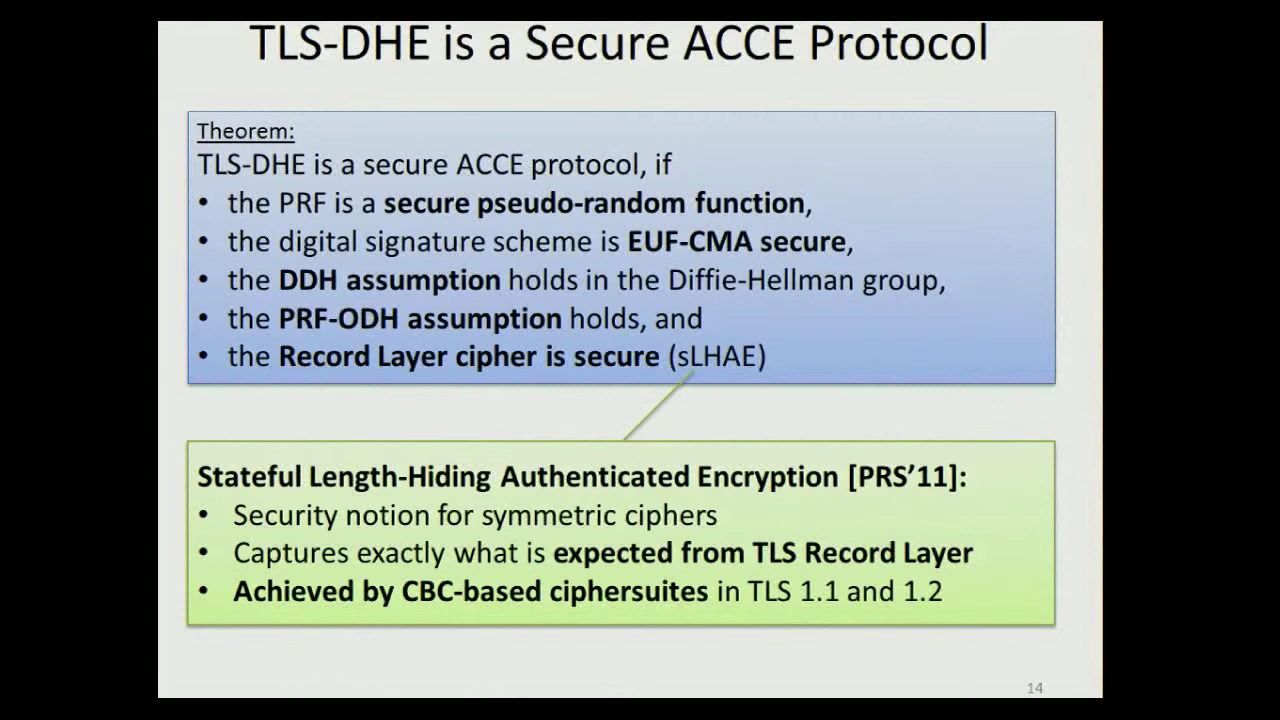 TLS-DHE is a Secure ACCE Protocol
Theorem:
TLS-DHE is a secure ACCE protocol, if
• the PRF is a secure pseudo-random function,
• the digital signature scheme is EUF-CMA secure,
• the DDH assumption holds in the Diffie-Hellman group,
• the PRF-ODH assumption holds, and
• the Record Layer cipher is secure (sLHAE)
Stateful Length-Hiding Authenticated Encryption [PRS’11]:
• Security notion for symmetric ciphers
• Captures exactly what is expected from TLS Record Layer
• Achieved by CBC-based ciphersuites in TLS 1.1 and 1.2
14